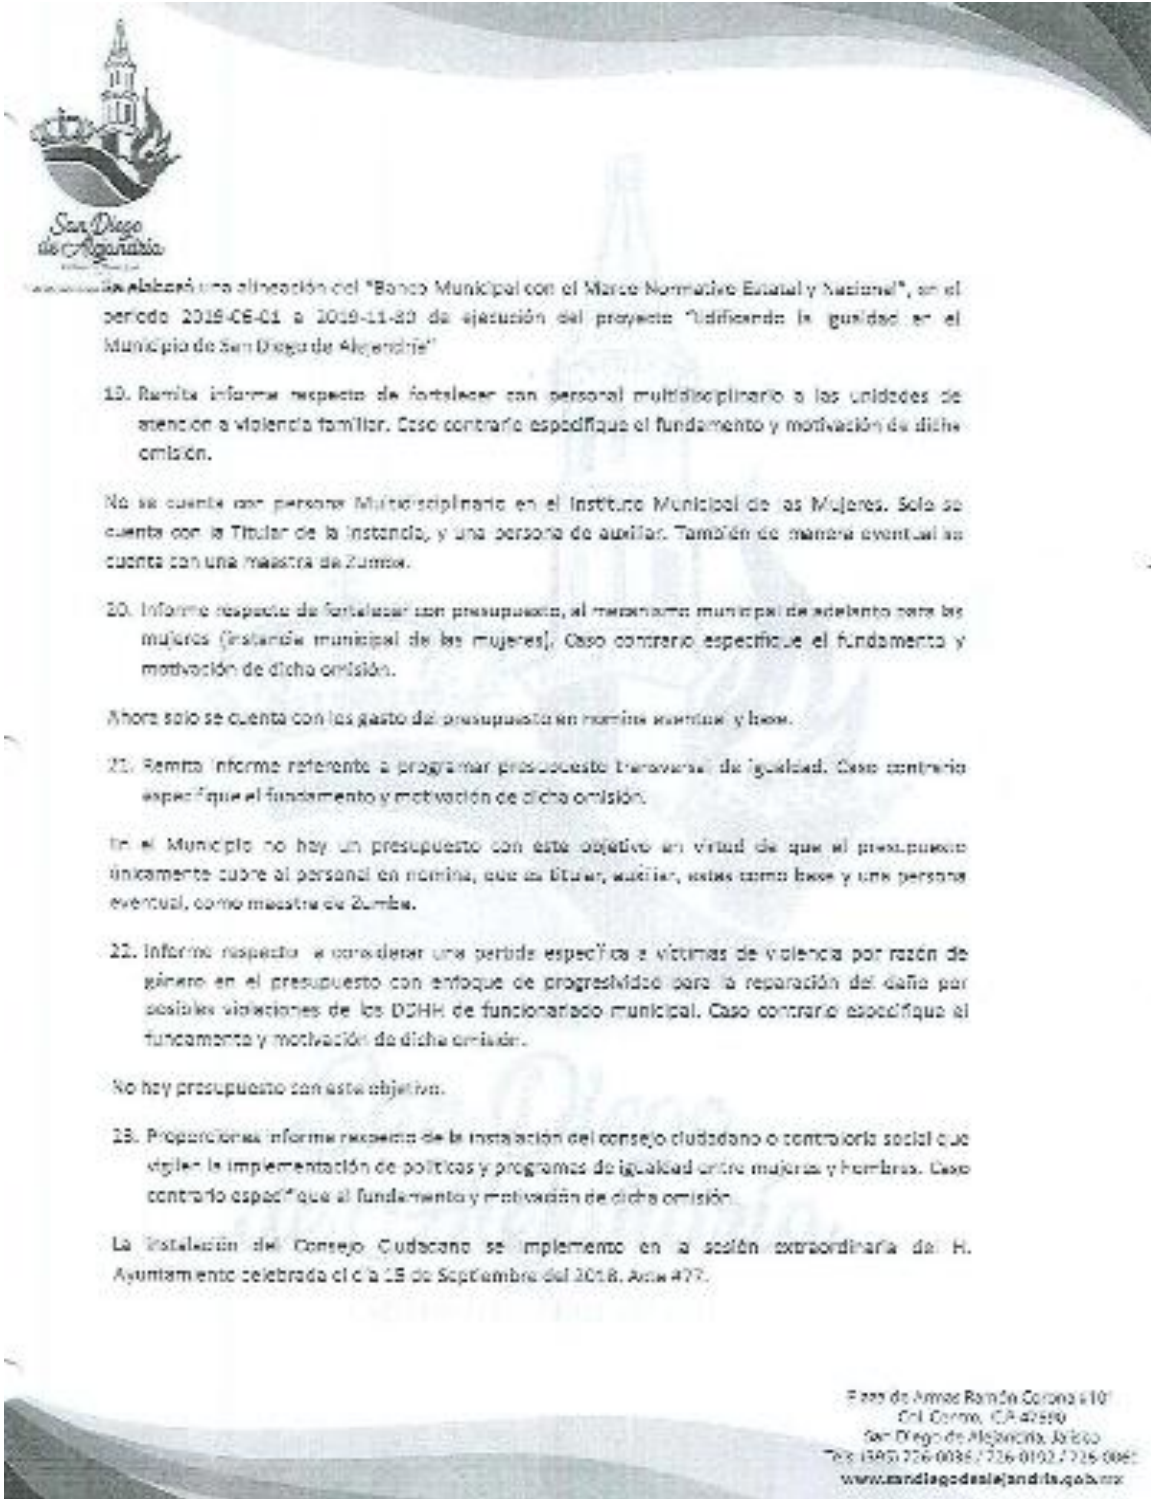 San Diego
de Alejandría
Se elaboró una alineación del "Banco Municipal con el Marco Normativo Estatal y Nacional", en el
periodo 2019-06-01 a 2019-11-30 de ejecución del proyecto " la igualdad en el
Municipio de San Diego de Alejandría"
19. Remita informe respecto de fortalecer con personal multidisciplinario a las unidades de
atención a violencia familiar. Caso contrario especifique el fundamento y motivación de dicha
omisión.
No se cuenta con persona Multidisciplinario en el Instituto Municipal de las Mujeres. Solo se
cuenta con la Titular de la instancia, y una persona de auxiliar. También de manera eventual se
cuenta con una maestra de Zumba.
20. Informe respecto de fortalecer con presupuesto, al mecanismo municipal de adelanto para las
mujeres (instancia municipal de las mujeres). Caso contrario especifique el fundamento y
motivación de dicha omisión.
Ahora solo se cuenta con los gasto del presupuesto en nomina eventual y base.
21. Remita informe referente a programar presupuesto transversal de igualdad. Caso contrario
especifique el fundamento y motivación de dicha omisión.
En el Municipio no hay un presupuesto con este objetivo en virtud de que el presupuesto
únicamente cubre al personal en nomina, que es titular, auxiliar, estas como base y una persona
eventual, como maestra de Zumba.
22. Informe respecto a considerar una partida específica a víctimas de violencia por razón de
género en el presupuesto con enfoque de progresividad para la reparación del daño por
posibles violaciones de los DDHH de funcionariado municipal. Caso contrario especifique el
fundamento y motivación de dicha omisión.
No hay presupuesto con este objetivo.
23. Proporciones informe respecto de la instalación del consejo ciudadano o contraloría social que
vigilen la implementación de políticas y programas de igualdad entre mujeres y hombres. Caso
contrario especifique el fundamento y motivación de dicha omisión.
La instalación del Consejo Ciudadano se implemento en la sesión extraordinaria del H.
Ayuntamiento celebrada el día 15 de Septiembre del 2018. Acta #77.
Plaza de Armas Ramón Corona #101
Col. Centro, C.P. 47590
San Diego de Alejandría, Jalisco
Tels. (395) 726-0036 / 726-0192 / 726-0061
www.sandiegodealejandria.gob.mx